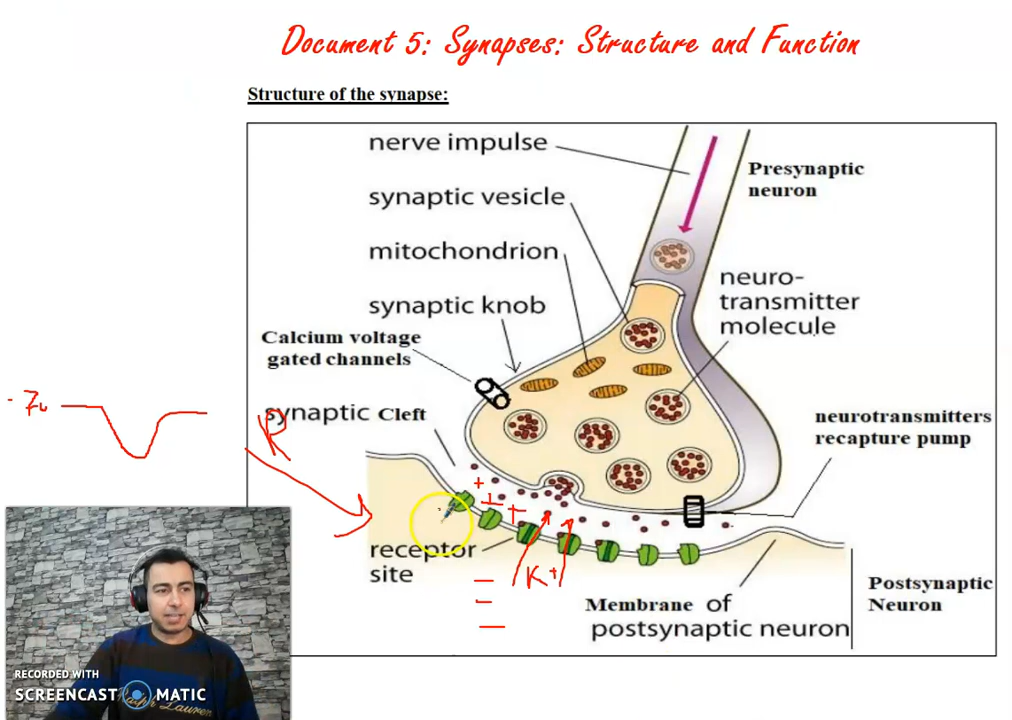 Document 5: Synapses: Structure and Function
Structure of the synapse:
nerve impulse
Presynaptic
neuron
synaptic vesicle
mitochondrion
neuro-
transmitter
molecule
synaptic knob
Calcium voltage
gated channels
synaptic Cleft
neurotransmitters
recapture pump
- 70
R
+
+
+
receptor
site
K+
-
-
-
Membrane of
postsynaptic neuron
Postsynaptic
Neuron
RECORDED WITH
SCREENCAST MATIC